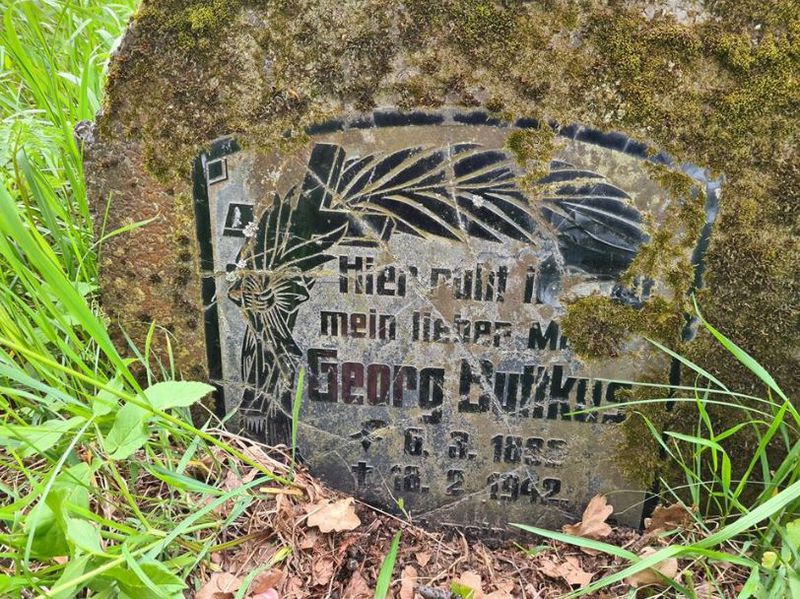 Hier ruht i
mein lieber M
Georg
* 6. 3.
† 18. 2. 1942.